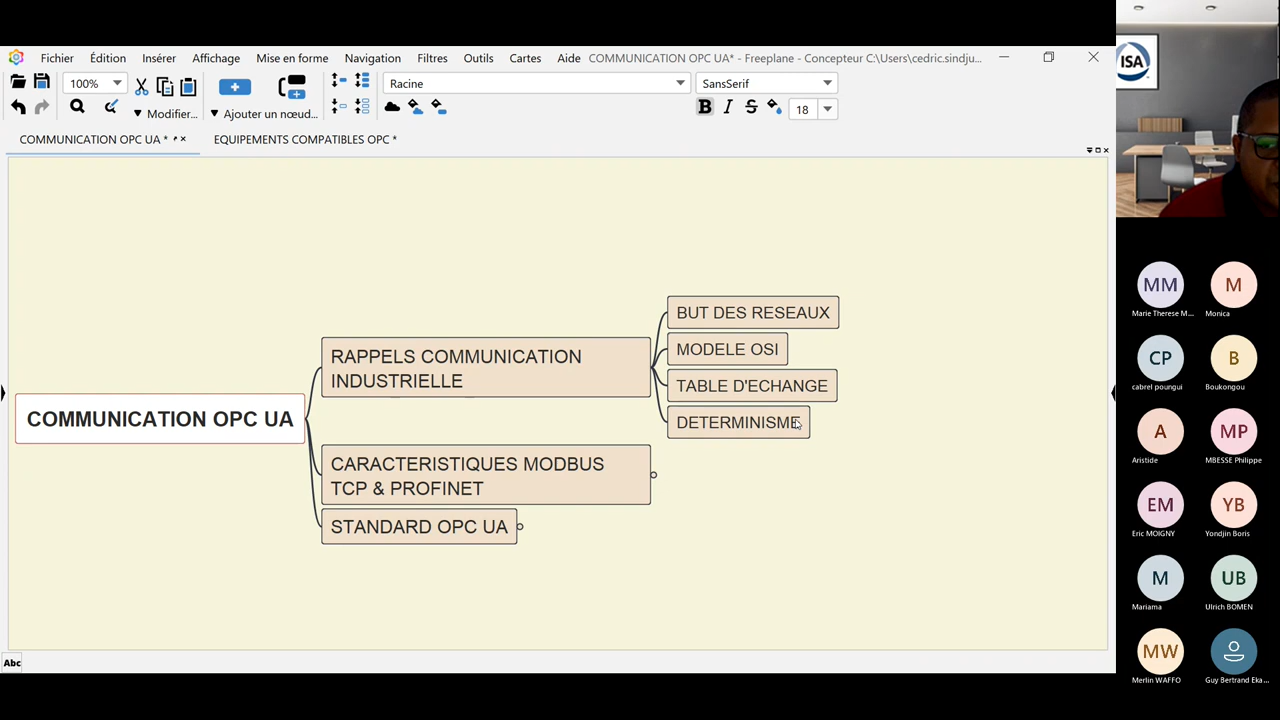 Fichier Édition Insérer Affichage Mise en forme Navigation Filtres Outils Cartes Aide COMMUNICATION OPC UA* - Freeplane - Concepteur C:\Users\cedric.sindju...
100% Racine SansSerif
Modifier... Ajouter un nœud... B I S 18
COMMUNICATION OPC UA * EQUIPEMENTS COMPATIBLES OPC *
COMMUNICATION OPC UA
RAPPELS COMMUNICATION
INDUSTRIELLE
BUT DES RESEAUX
MODELE OSI
TABLE D'ECHANGE
DETERMINISME
CARACTERISTIQUES MODBUS
TCP & PROFINET
STANDARD OPC UA
Abc
ISA
MM M
Marie Therese M... Monica
CP B
cabrel poungui Boukongou
A MP
Aristide MBESSE Philippe
EM YB
Eric MOIGNY Yondjin Boris
M UB
Mariama Ulrich BOMEN
MW
Merlin WAFFO Guy Bertrand Eka...